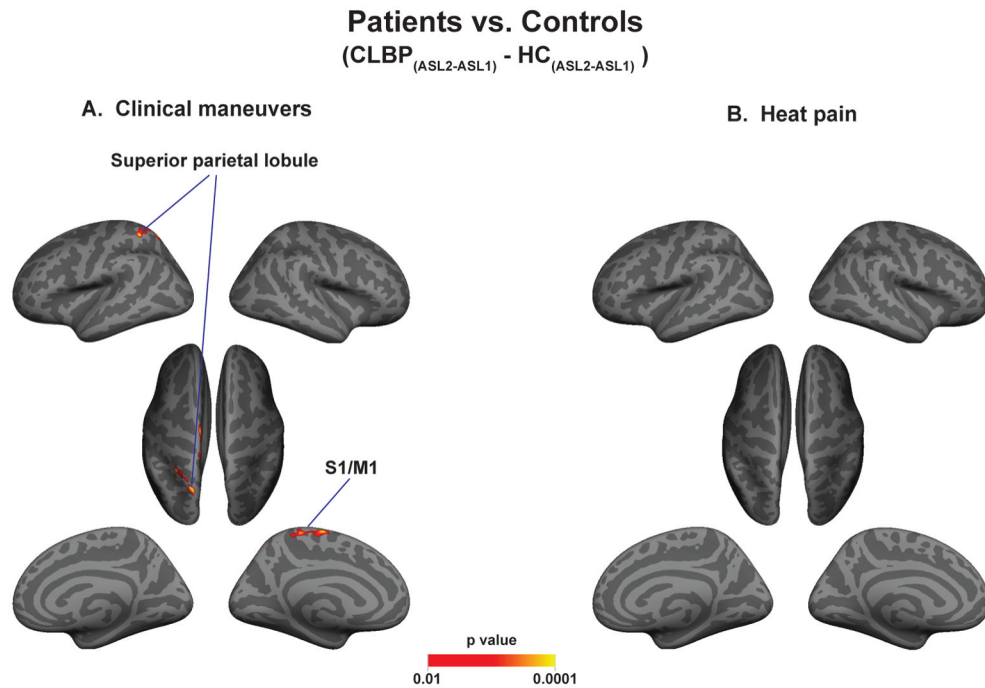 Patients vs. Controls
(CLBP(ASL2-ASL1) - HC(ASL2-ASL1) )
A. Clinical maneuvers
B. Heat pain
Superior parietal lobule
S1/M1
p value
0.01 0.0001